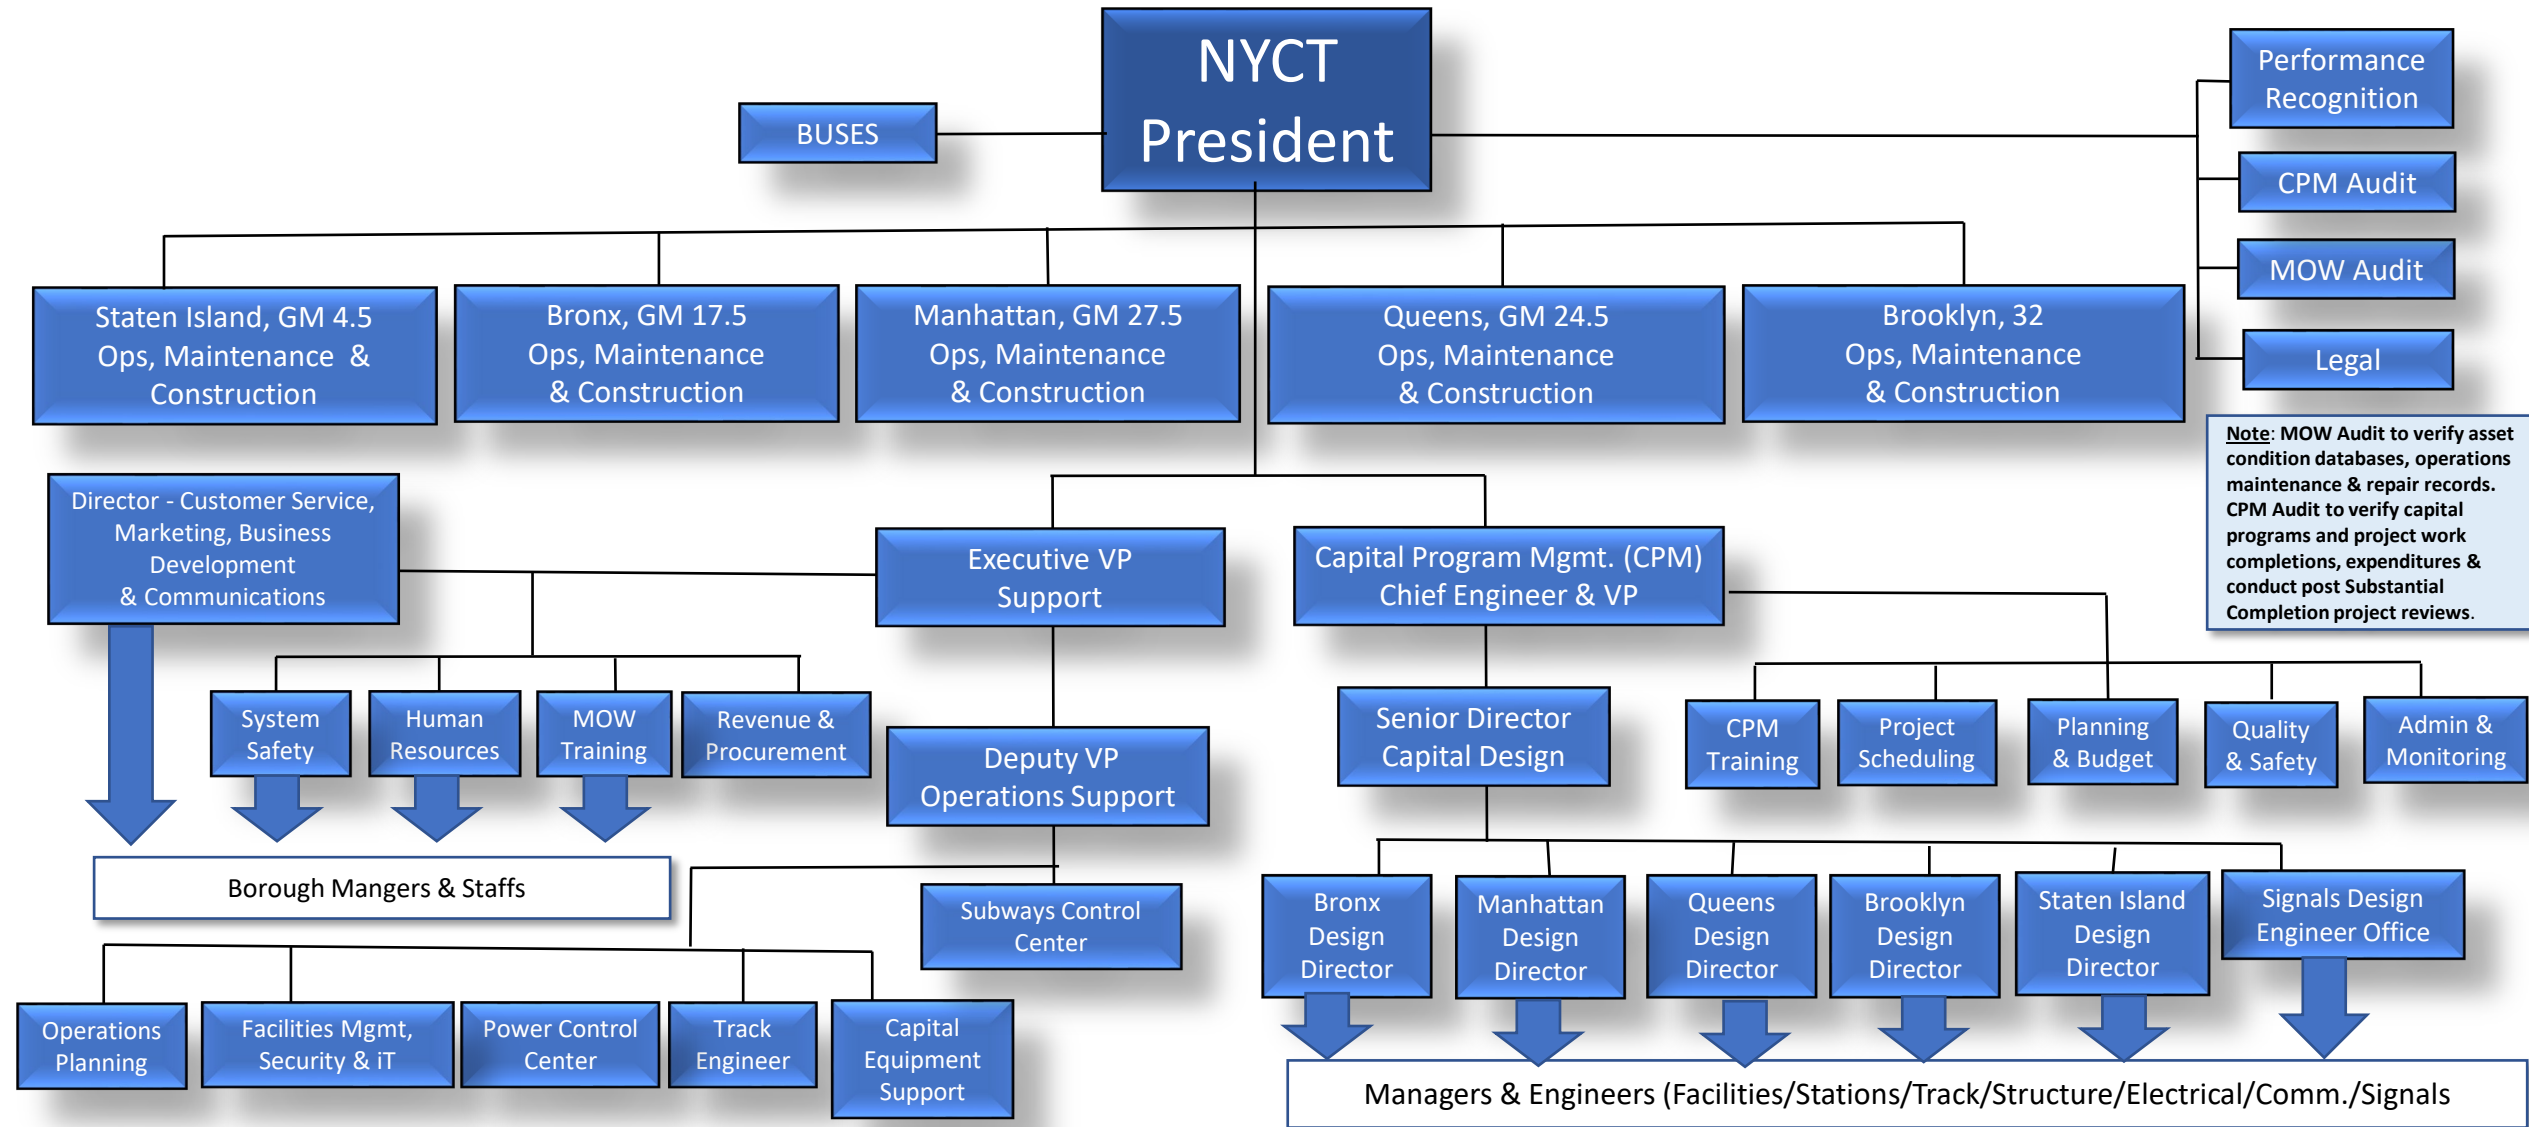 NYCT
President
BUSES
Performance
Recognition
CPM Audit
MOW Audit
Legal
Staten Island, GM 4.5
Ops, Maintenance &
Construction
Bronx, GM 17.5
Ops, Maintenance
& Construction
Manhattan, GM 27.5
Ops, Maintenance
& Construction
Queens, GM 24.5
Ops, Maintenance
& Construction
Brooklyn, 32
Ops, Maintenance
& Construction
Note: MOW Audit to verify asset
condition databases, operations
maintenance & repair records.
CPM Audit to verify capital
programs and project work
completions, expenditures &
conduct post Substantial
Completion project reviews.
Director - Customer Service,
Marketing, Business
Development
& Communications
Executive VP
Support
Capital Program Mgmt. (CPM)
Chief Engineer & VP
System
Safety
Human
Resources
MOW
Training
Revenue &
Procurement
Deputy VP
Operations Support
Senior Director
Capital Design
CPM
Training
Project
Scheduling
Planning
& Budget
Quality
& Safety
Admin &
Monitoring
Borough Mangers & Staffs
Subways Control
Center
Bronx
Design
Director
Manhattan
Design
Director
Queens
Design
Director
Brooklyn
Design
Director
Staten Island
Design
Director
Signals Design
Engineer Office
Operations
Planning
Facilities Mgmt,
Security & iT
Power Control
Center
Track
Engineer
Capital
Equipment
Support
Managers & Engineers (Facilities/Stations/Track/Structure/Electrical/Comm./Signals